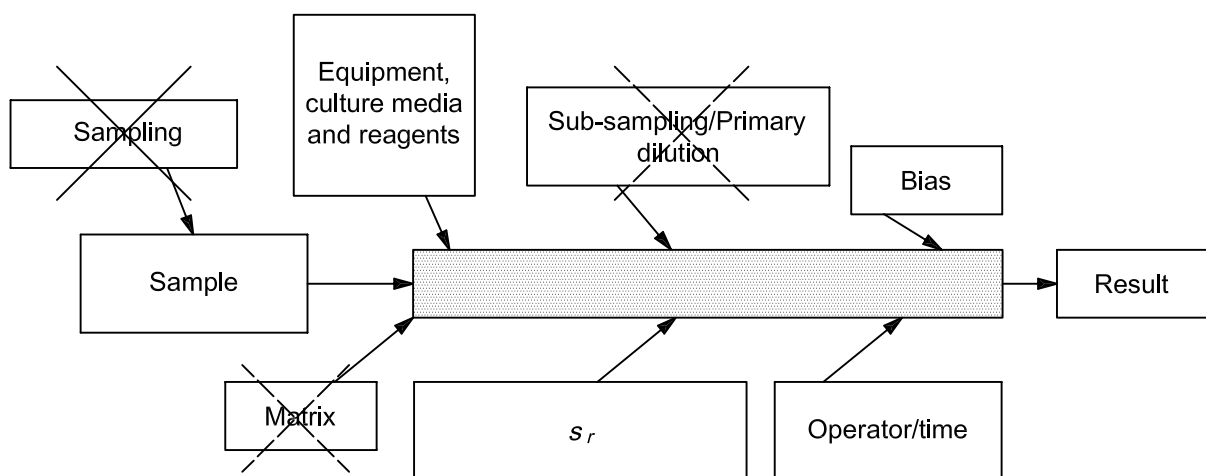 Equipment,
culture media
and reagents
Sampling
Sub-sampling/Primary
dilution
Bias
Sample
Result
Matrix
s r
Operator/time